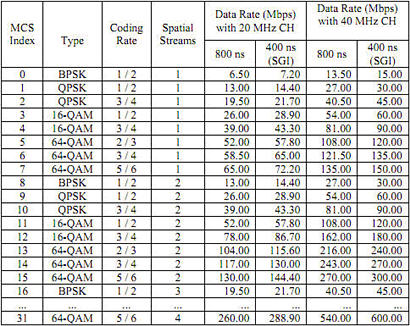 MCS Index Type Coding Rate Spatial Streams Data Rate (Mbps) with 20 MHz CH Data Rate (Mbps) with 40 MHz CH
800 ns 400 ns (SGI) 800 ns 400 ns (SGI)
0 BPSK 1 / 2 1 6.50 7.20 13.50 15.00
1 QPSK 1 / 2 1 13.00 14.40 27.00 30.00
2 QPSK 3 / 4 1 19.50 21.70 40.50 45.00
3 16-QAM 1 / 2 1 26.00 28.90 54.00 60.00
4 16-QAM 3 / 4 1 39.00 43.30 81.00 90.00
5 64-QAM 2 / 3 1 52.00 57.80 108.00 120.00
6 64-QAM 3 / 4 1 58.50 65.00 121.50 135.00
7 64-QAM 5 / 6 1 65.00 72.20 135.00 150.00
8 BPSK 1 / 2 2 13.00 14.40 27.00 30.00
9 QPSK 1 / 2 2 26.00 28.90 54.00 60.00
10 QPSK 3 / 4 2 39.00 43.30 81.00 90.00
11 16-QAM 1 / 2 2 52.00 57.80 108.00 120.00
12 16-QAM 3 / 4 2 78.00 86.70 162.00 180.00
13 64-QAM 2 / 3 2 104.00 115.60 216.00 240.00
14 64-QAM 3 / 4 2 117.00 130.00 243.00 270.00
15 64-QAM 5 / 6 2 130.00 144.40 270.00 300.00
16 BPSK 1 / 2 3 19.50 21.70 40.50 45.00
... ... ... ... ... ... ... ...
31 64-QAM 5 / 6 4 260.00 288.90 540.00 600.00